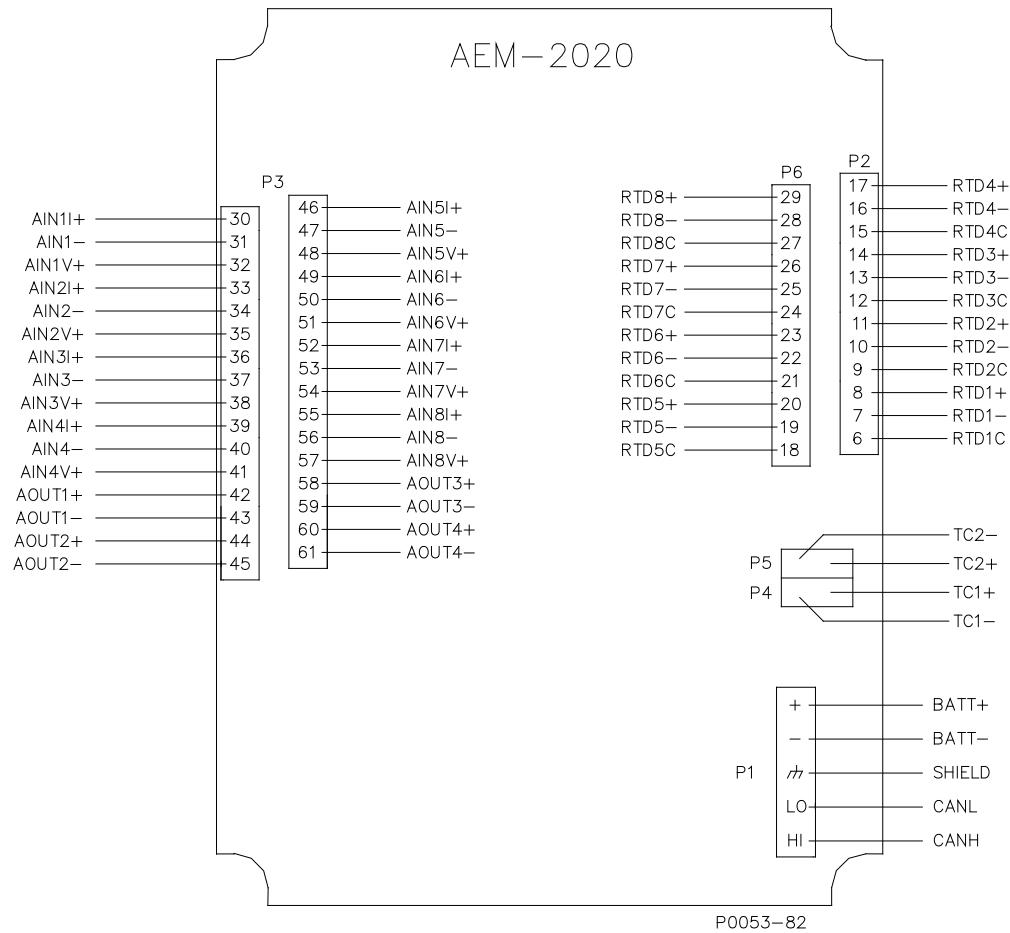 AEM-2020
P3
AIN1I+ 30
AIN1- 31
AIN1V+ 32
AIN2I+ 33
AIN2- 34
AIN2V+ 35
AIN3I+ 36
AIN3- 37
AIN3V+ 38
AIN4I+ 39
AIN4- 40
AIN4V+ 41
AOUT1+ 42
AOUT1- 43
AOUT2+ 44
AOUT2- 45
46 AIN5I+
47 AIN5-
48 AIN5V+
49 AIN6I+
50 AIN6-
51 AIN6V+
52 AIN7I+
53 AIN7-
54 AIN7V+
55 AIN8I+
56 AIN8-
57 AIN8V+
58 AOUT3+
59 AOUT3-
60 AOUT4+
61 AOUT4-
P6
RTD8+ 29
RTD8- 28
RTD8C 27
RTD7+ 26
RTD7- 25
RTD7C 24
RTD6+ 23
RTD6- 22
RTD6C 21
RTD5+ 20
RTD5- 19
RTD5C 18
P2
17 RTD4+
16 RTD4-
15 RTD4C
14 RTD3+
13 RTD3-
12 RTD3C
11 RTD2+
10 RTD2-
9 RTD2C
8 RTD1+
7 RTD1-
6 RTD1C
TC2-
P5 TC2+
P4 TC1+
TC1-
+ BATT+
- BATT-
P1 SHIELD
LO CANL
HI CANH
P0053-82